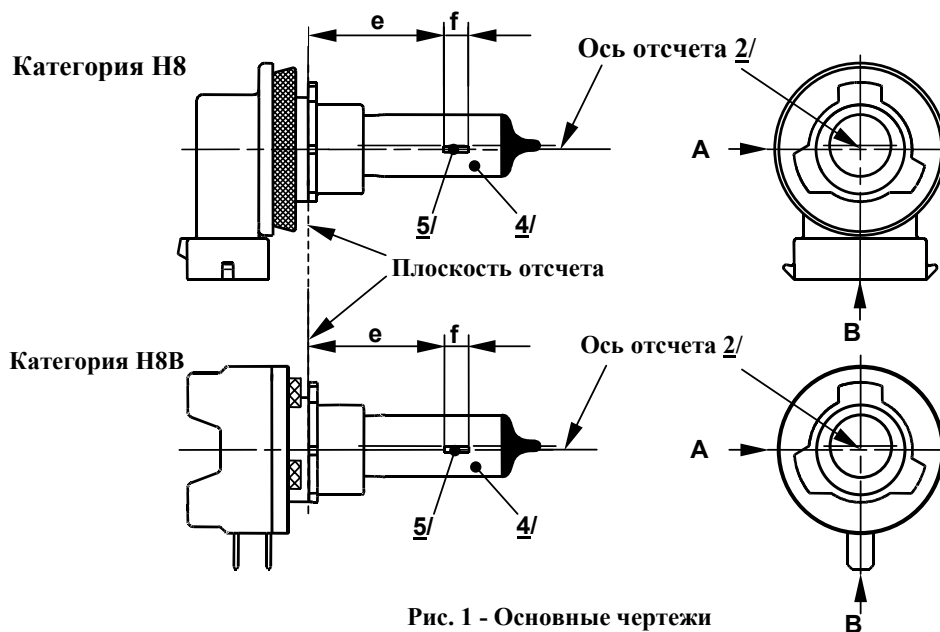 e f
Ось отсчета 2/
Категория H8
A
5/ 4/
Плоскость отсчета
B
e f
Ось отсчета 2/
Категория H8B
A
5/ 4/
B
Рис. 1 - Основные чертежи